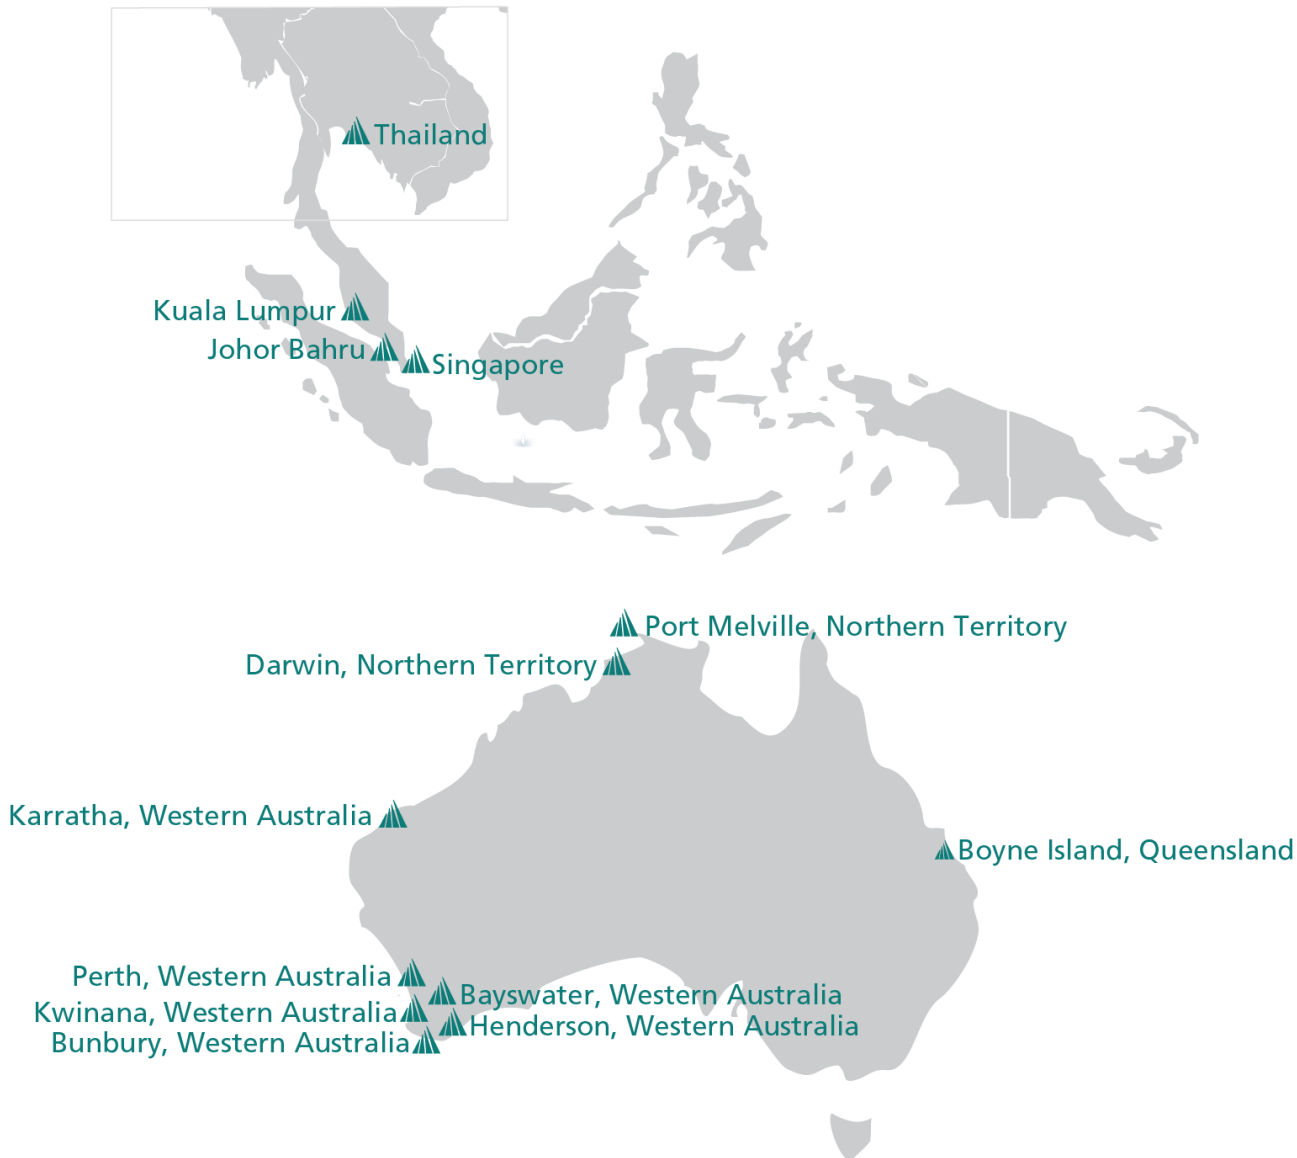 Thailand
Kuala Lumpur
Johor Bahru
Singapore
Port Melville, Northern Territory
Darwin, Northern Territory
Karratha, Western Australia
Boyne Island, Queensland
Perth, Western Australia
Bayswater, Western Australia
Kwinana, Western Australia
Henderson, Western Australia
Bunbury, Western Australia